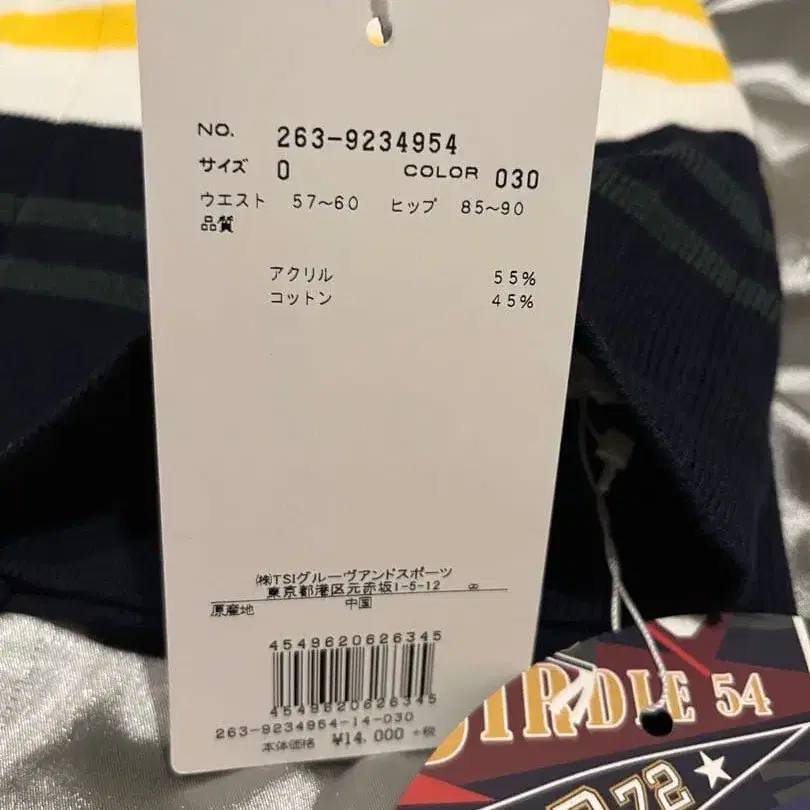 NO. 263-9234954
サイズ 0 COLOR 030
ウエスト 57～60 ヒップ 85～90
品質
アクリル 55%
コットン 45%
㈱TSIグルーヴアンドスポーツ
東京都港区元赤坂1-5-12
原産地 中国
4549620626345
4549620626345
263-9234954-14-030
本体価格 ¥14,000+税
BIRDIE 54
72